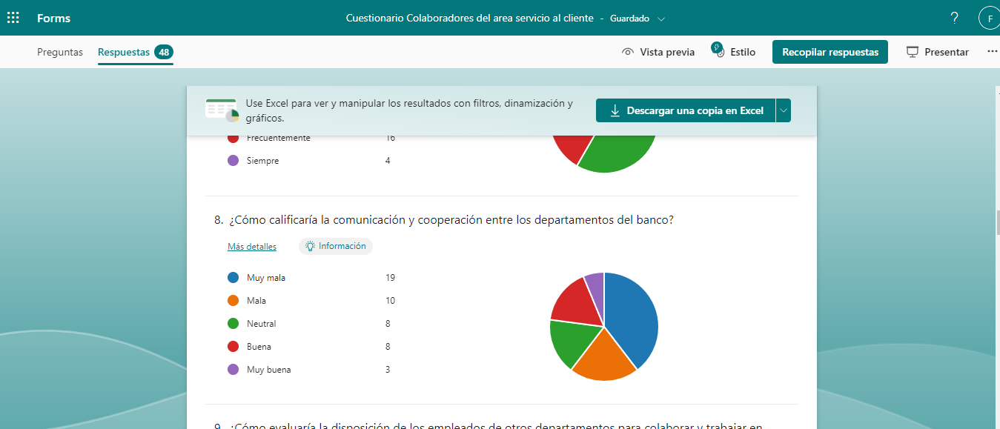 Forms
Cuestionario Colaboradores del area servicio al cliente - Guardado
?
F
Preguntas
Respuestas 48
Vista previa
Estilo
Recopilar respuestas
Presentar
...
Use Excel para ver y manipular los resultados con filtros, dinamización y
gráficos.
Descargar una copia en Excel
Frecuentemente 16
Siempre 4
8. ¿Cómo calificaría la comunicación y cooperación entre los departamentos del banco?
Más detalles
Información
Muy mala 19
Mala 10
Neutral 8
Buena 8
Muy buena 3
9. ¿Cómo evaluaría la disposición de los empleados de otros departamentos para colaborar y trabajar en